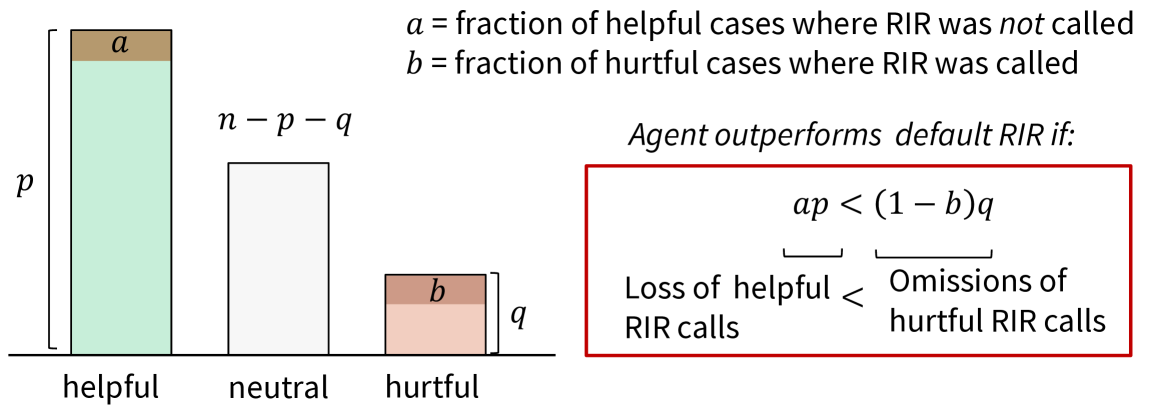 a = fraction of helpful cases where RIR was not called
b = fraction of hurtful cases where RIR was called
a
n − p − q
p
b
q
helpful
neutral
hurtful
Agent outperforms default RIR if:
ap < (1 − b)q
Loss of helpful RIR calls < Omissions of hurtful RIR calls